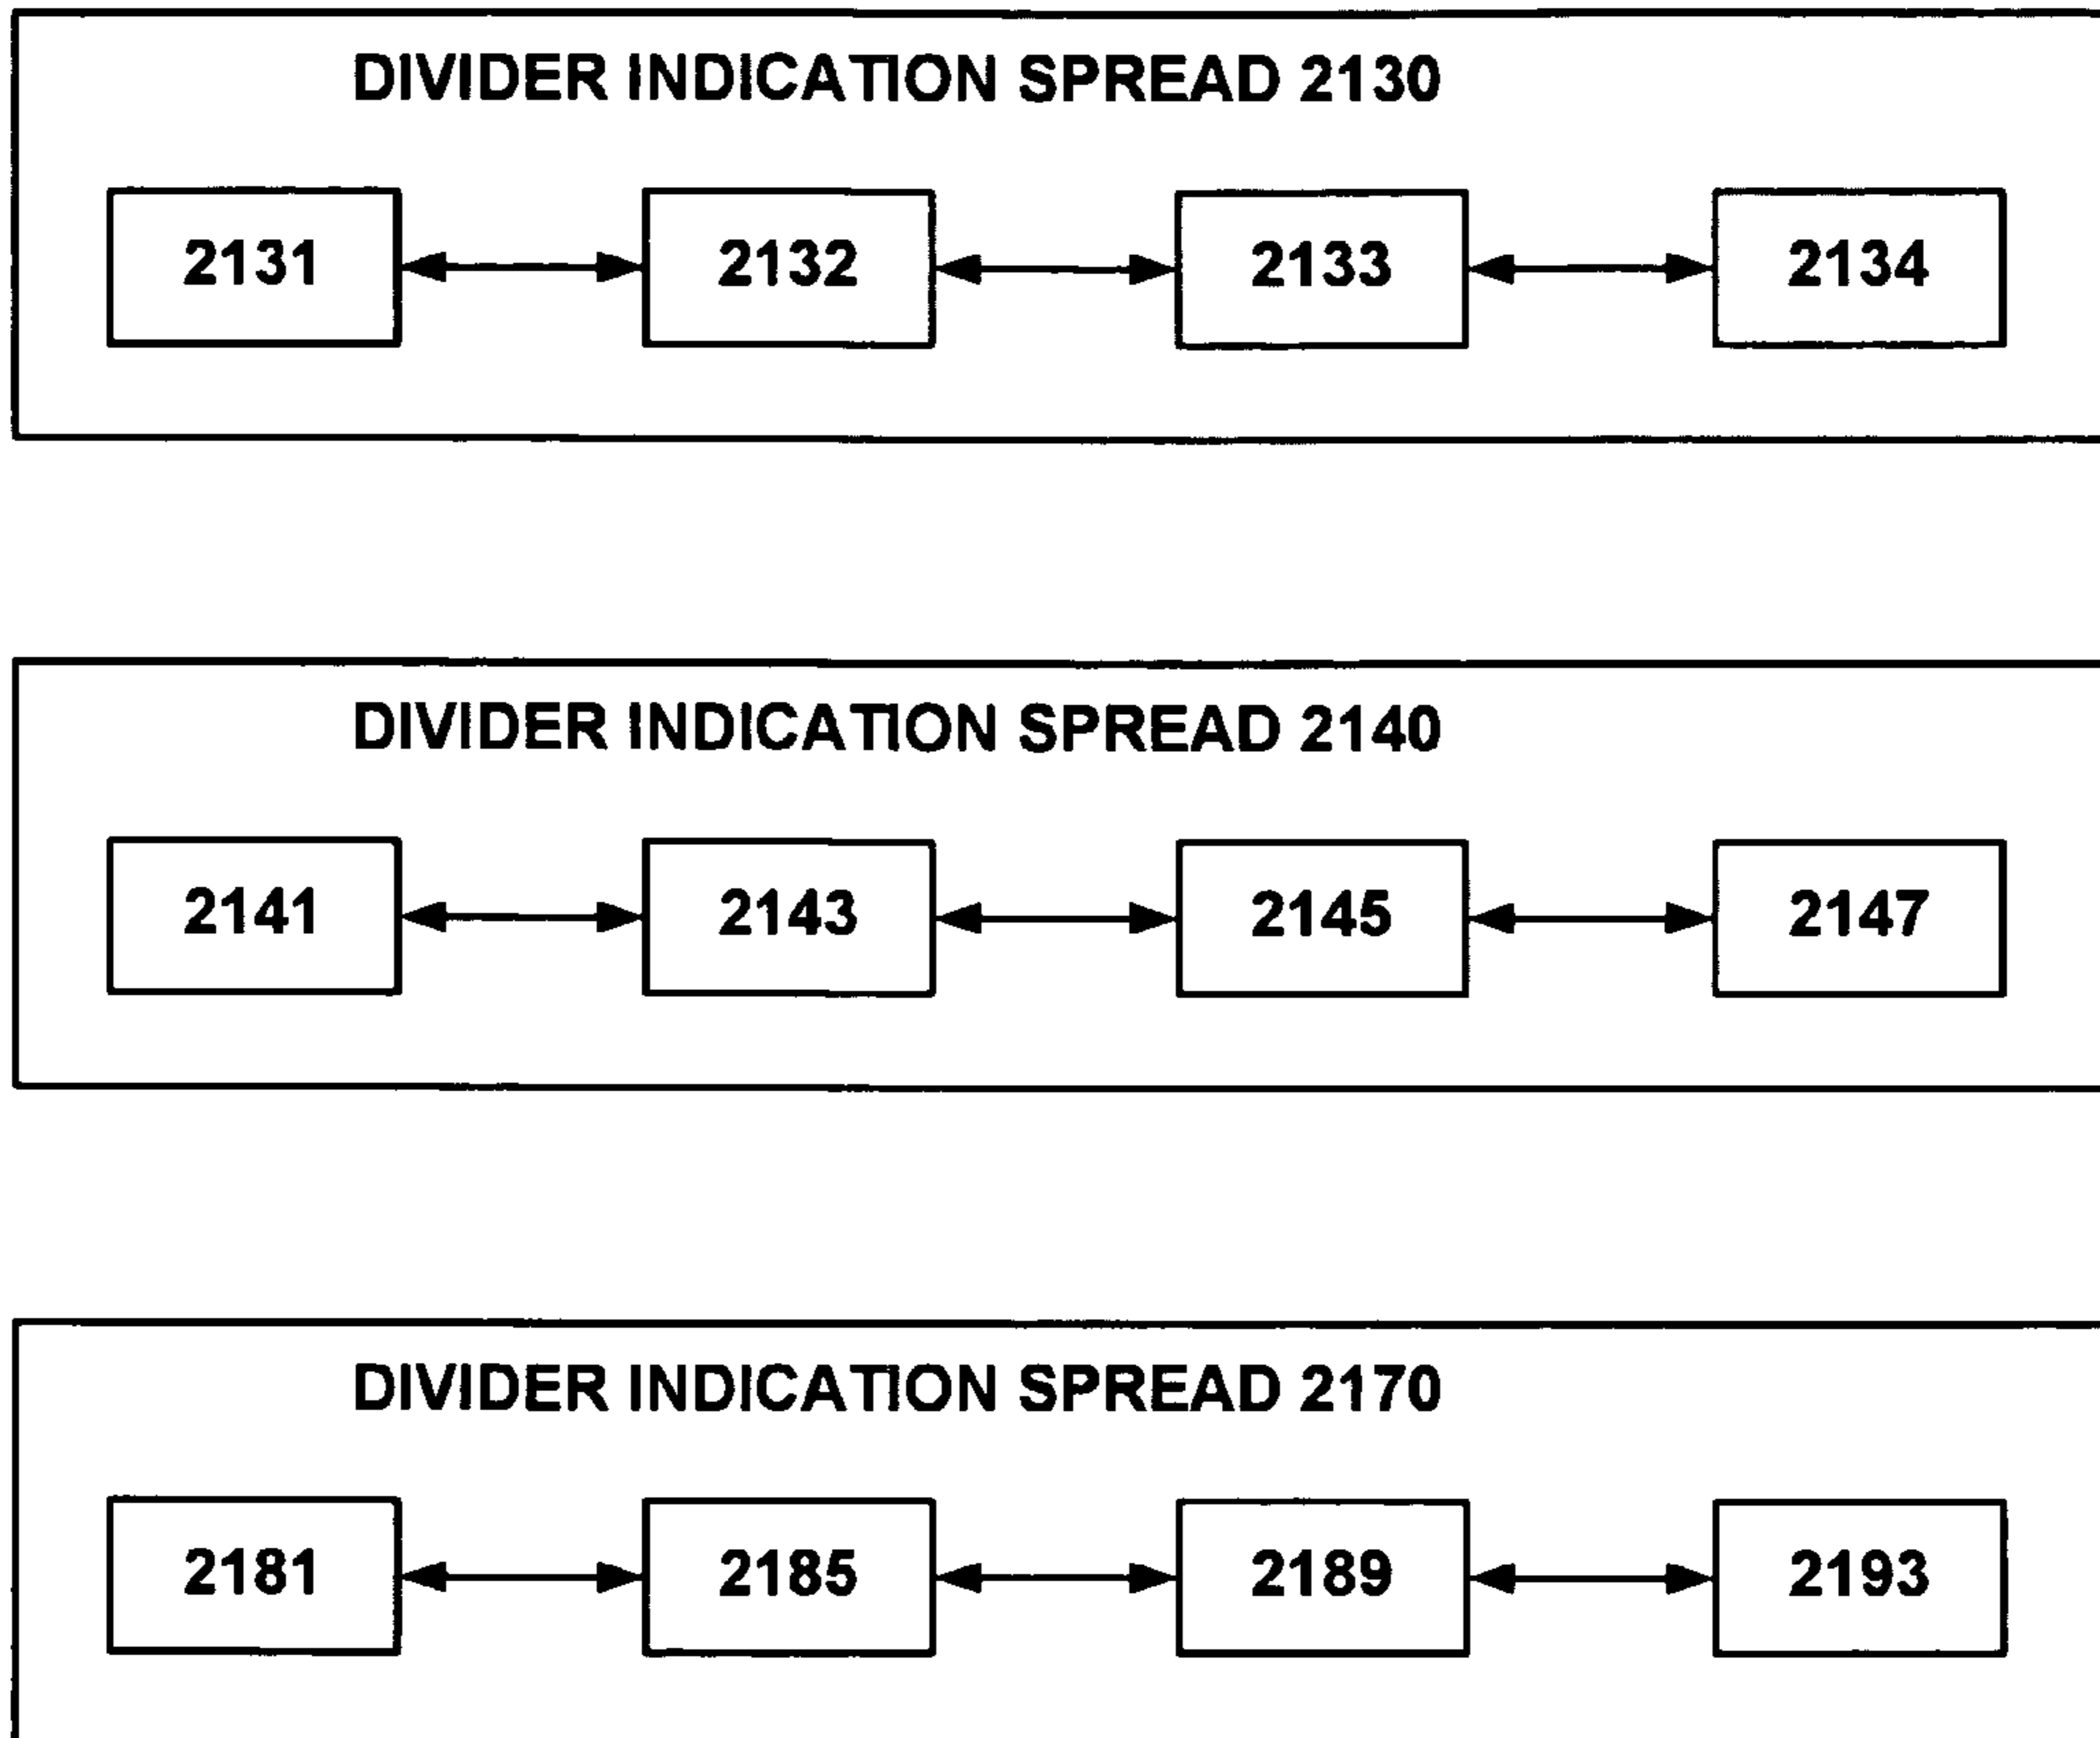 DIVIDER INDICATION SPREAD 2130
2131 2132 2133 2134
DIVIDER INDICATION SPREAD 2140
2141 2143 2145 2147
DIVIDER INDICATION SPREAD 2170
2181 2185 2189 2193